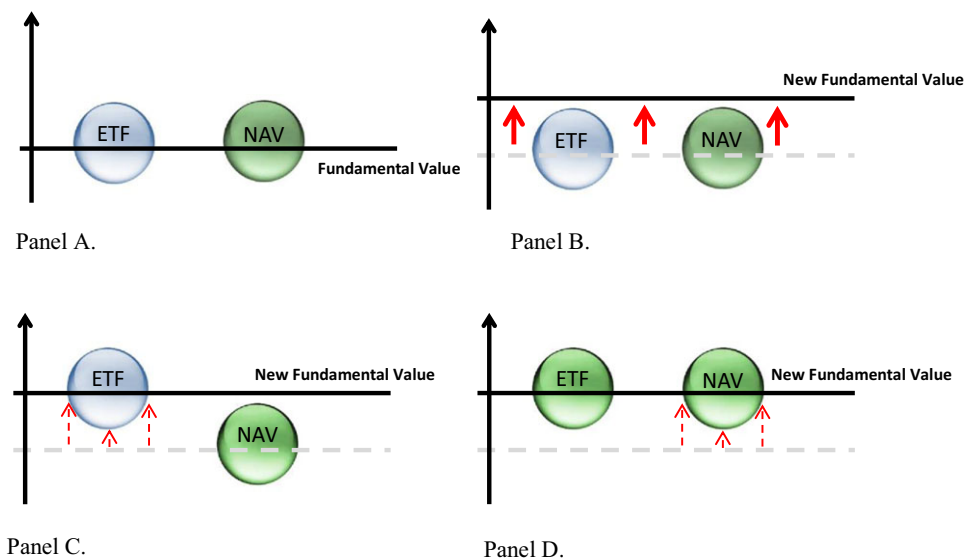 ETF
NAV
Fundamental Value
Panel A.
New Fundamental Value
ETF
NAV
Panel B.
ETF
New Fundamental Value
NAV
Panel C.
ETF
NAV
New Fundamental Value
Panel D.